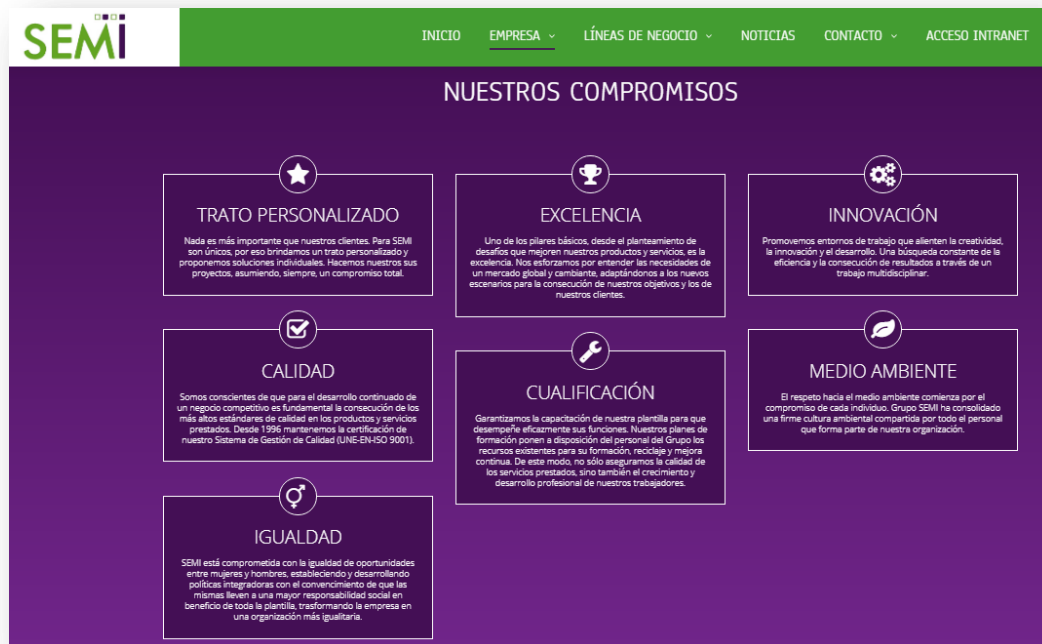 SEMI
INICIO
EMPRESA
LÍNEAS DE NEGOCIO
NOTICIAS
CONTACTO
ACCESO INTRANET
NUESTROS COMPROMISOS
TRATO PERSONALIZADO
Nada es más importante que nuestros clientes. Para SEMI
son únicos, por eso brindamos un trato personalizado y
proponemos soluciones individuales. Hacemos nuestros sus
proyectos, asumiendo, siempre, un compromiso total.
EXCELENCIA
Uno de los pilares básicos, desde el planteamiento de
desafíos que mejoren nuestros productos y servicios, es la
excelencia. Nos esforzamos por entender las necesidades de
un mercado global y cambiante, adaptándonos a los nuevos
escenarios para la consecución de nuestros objetivos y los de
nuestros clientes.
INNOVACIÓN
Promovemos entornos de trabajo que alienten la creatividad,
la innovación y el desarrollo. Una búsqueda constante de la
eficiencia y la consecución de resultados a través de un
trabajo multidisciplinar.
CALIDAD
Somos conscientes de que para el desarrollo continuado de
un negocio competitivo es fundamental la consecución de los
más altos estándares de calidad en los productos y servicios
prestados. Desde 1996 mantenemos la certificación de
nuestro Sistema de Gestión de Calidad (UNE-EN-ISO 9001).
CUALIFICACIÓN
Garantizamos la capacitación de nuestra plantilla para que
desempeñe eficazmente sus funciones. Nuestros planes de
formación ponen a disposición del personal del Grupo los
recursos existentes para su formación, reciclaje y mejora
continua. De este modo, no sólo aseguramos la calidad de
los servicios prestados, sino también el crecimiento y
desarrollo profesional de nuestros trabajadores.
MEDIO AMBIENTE
El respeto hacia el medio ambiente comienza por el
compromiso de cada individuo. Grupo SEMI ha consolidado
una firme cultura ambiental compartida por todo el personal
que forma parte de nuestra organización.
IGUALDAD
SEMI está comprometida con la igualdad de oportunidades
entre mujeres y hombres, estableciendo y desarrollando
políticas integradoras con el convencimiento de que las
mismas lleven a una mayor responsabilidad social en
beneficio de toda la plantilla, trasformando la empresa en
una organización más igualitaria.